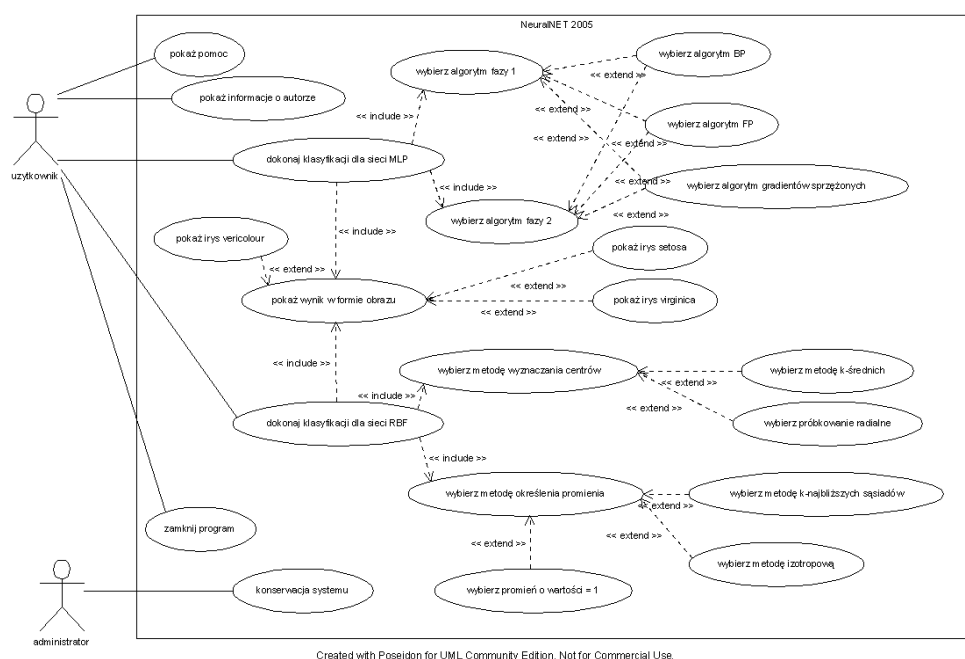 NeuralNET 2005
pokaż pomoc
wybierz algorytm fazy 1
wybierz algorytm BP
<< extend >>
pokaż informacje o autorze
<< include >>
<< extend >>
wybierz algorytm FP
<< extend >>
<< extend >>
użytkownik
dokonaj klasyfikacji dla sieci MLP
<< extend >>
wybierz algorytm gradientów sprzężonych
<< include >>
wybierz algorytm fazy 2
<< extend >>
<< include >>
pokaż irys vericolour
pokaż irys setosa
<< extend >>
<< extend >>
pokaż wynik w formie obrazu
pokaż irys virginica
<< extend >>
<< include >>
wybierz metodę wyznaczania centrów
wybierz metodę k-średnich
<< extend >>
<< include >>
<< extend >>
dokonaj klasyfikacji dla sieci RBF
wybierz próbkowanie radialne
<< include >>
wybierz metodę określenia promienia
wybierz metodę k-najbliższych sąsiadów
<< extend >>
zamknij program
<< extend >>
<< extend >>
wybierz metodę izotropową
konserwacja systemu
wybierz promień o wartości = 1
administrator
Created with Poseidon for UML Community Edition. Not for Commercial Use.